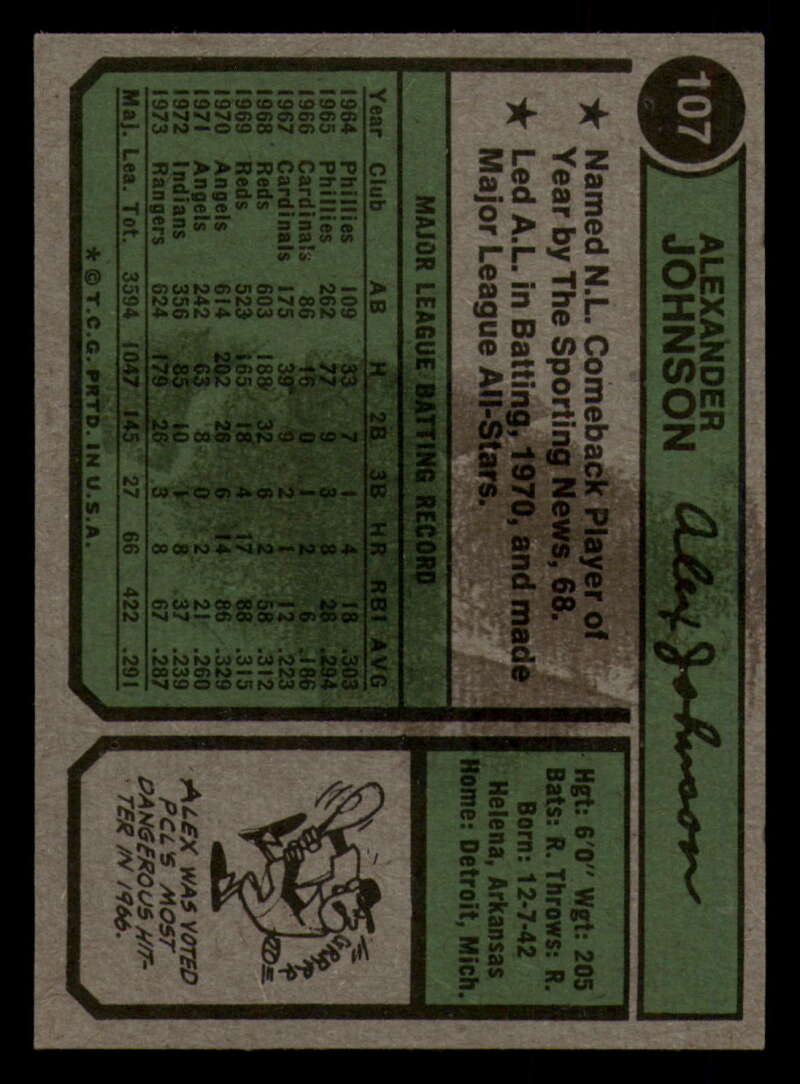 107
ALEXANDER
JOHNSON
Alex Johnson
★ Named N.L. Comeback Player of
Year by The Sporting News, 68.
★ Led A.L. in Batting, 1970, and made
Major League All-Stars.
MAJOR LEAGUE BATTING RECORD
Year Club AB H 2B 3B HR RBI AVG
1964 Phillies 109 33 7 1 4 18 .303
1965 Phillies 262 77 9 3 8 28 .294
1966 Cardinals 86 16 0 1 2 6 .186
1967 Cardinals 175 39 9 2 1 12 .223
1968 Reds 603 188 32 6 2 58 .312
1969 Reds 523 165 18 4 17 88 .315
1970 Angels 614 202 26 6 14 86 .329
1971 Angels 242 63 8 0 2 21 .260
1972 Indians 356 85 10 1 8 37 .239
1973 Rangers 624 179 26 3 8 67 .287
Maj. Lea. Tot. 3594 1047 145 27 66 422 .291
* © T.C.G. PRTD. IN U.S.A.
Hgt: 6'0" Wgt: 205
Bats: R. Throws: R.
Born: 12-7-42
Helena, Arkansas
Home: Detroit, Mich.
GRRRR
ALEX WAS VOTED
PCL'S MOST
DANGEROUS HIT-
TER IN 1966.